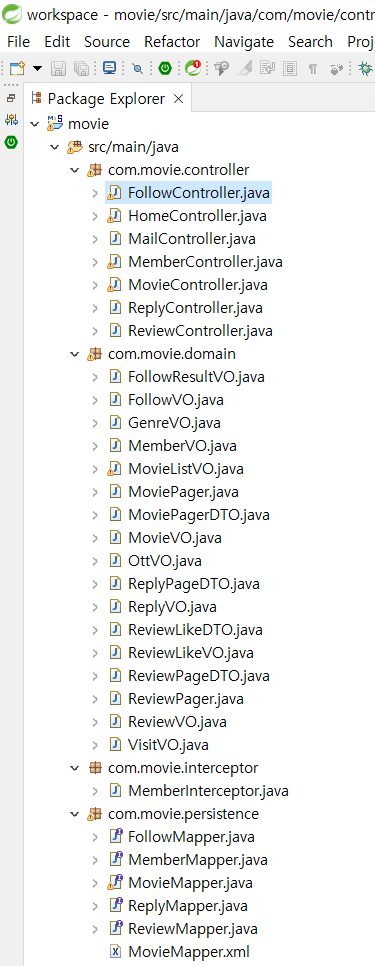 workspace - movie/src/main/java/com/movie/contr
File Edit Source Refactor Navigate Search Proj
Package Explorer
movie
src/main/java
com.movie.controller
FollowController.java
HomeController.java
MailController.java
MemberController.java
MovieController.java
ReplyController.java
ReviewController.java
com.movie.domain
FollowResultVO.java
FollowVO.java
GenreVO.java
MemberVO.java
MovieListVO.java
MoviePager.java
MoviePagerDTO.java
MovieVO.java
OttVO.java
ReplyPageDTO.java
ReplyVO.java
ReviewLikeDTO.java
ReviewLikeVO.java
ReviewPageDTO.java
ReviewPager.java
ReviewVO.java
VisitVO.java
com.movie.interceptor
MemberInterceptor.java
com.movie.persistence
FollowMapper.java
MemberMapper.java
MovieMapper.java
ReplyMapper.java
ReviewMapper.java
MovieMapper.xml